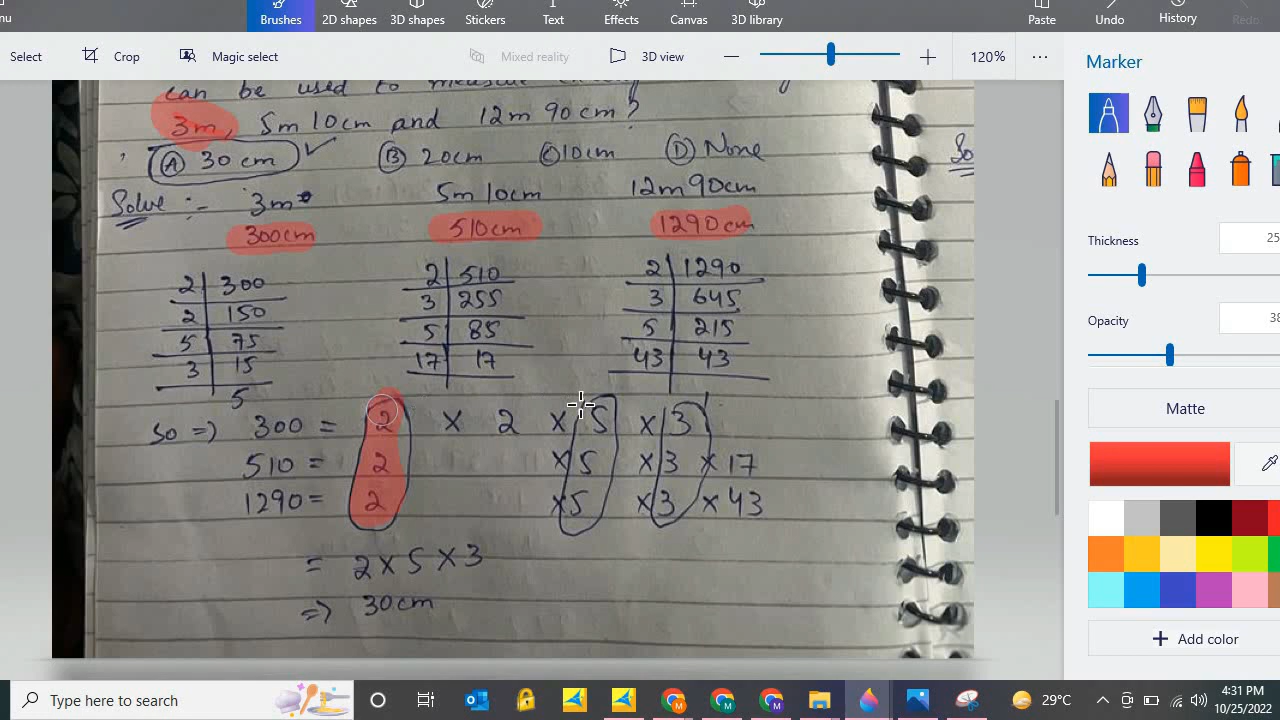 Brushes 2D shapes 3D shapes Stickers Text Effects Canvas 3D library Paste Undo History Redo
Select Crop Magic select Mixed reality 3D view 120%
Marker
can be used to measure
3m, 5m 10cm and 12m 90cm?
Ⓐ 30cm ✓ Ⓑ 20cm Ⓒ 10cm Ⓓ None
Solve :- 3m 5m 10cm 12m 90cm
300cm 510cm 1290cm
2 300 2 510 2 1290
2 150 3 255 3 645
5 75 5 85 5 215
3 15 17 17 43 43
5
so => 300 = 2 × 2 × 5 × 3
510 = 2 × 5 × 3 × 17
1290 = 2 × 5 × 3 × 43
= 2 × 5 × 3
=> 30cm
Thickness
25
Opacity
38
Matte
Add color
Type here to search
29°C
4:31 PM
10/25/2022